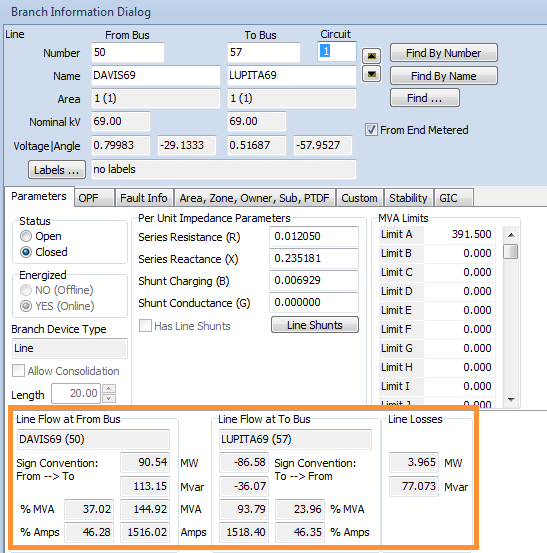 Branch Information Dialog
Line From Bus To Bus Circuit
Number 50 57 1 Find By Number
Name DAVIS69 LUPITA69 Find By Name
Area 1 (1) 1 (1) Find ...
Nominal kV 69.00 69.00
From End Metered
Voltage|Angle 0.79983 -29.1333 0.51687 -57.9527
Labels ... no labels
Parameters OPF Fault Info Area, Zone, Owner, Sub, PTDF Custom Stability GIC
Status
Open
Closed
Energized
NO (Offline)
YES (Online)
Branch Device Type
Line
Allow Consolidation
Length 20.00
Per Unit Impedance Parameters
Series Resistance (R) 0.012050
Series Reactance (X) 0.235181
Shunt Charging (B) 0.006929
Shunt Conductance (G) 0.000000
Has Line Shunts Line Shunts
MVA Limits
Limit A 391.500
Limit B 0.000
Limit C 0.000
Limit D 0.000
Limit E 0.000
Limit F 0.000
Limit G 0.000
Limit H 0.000
Limit I 0.000
Limit J 0.000
Line Flow at From Bus Line Flow at To Bus Line Losses
DAVIS69 (50) LUPITA69 (57)
Sign Convention: 90.54 MW -86.58 Sign Convention: 3.965 MW
From --> To 113.15 Mvar -36.07 To --> From 77.073 Mvar
% MVA 37.02 144.92 MVA 93.79 23.96 % MVA
% Amps 46.28 1516.02 Amps 1518.40 46.35 % Amps